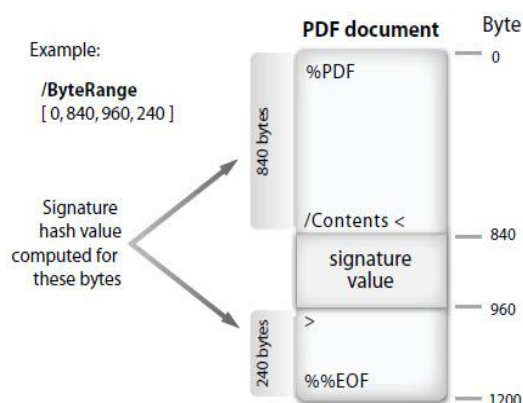 Example:
/ByteRange
[ 0, 840, 960, 240 ]
Signature
hash value
computed for
these bytes
PDF document
Byte
0
%PDF
840 bytes
/Contents <
840
signature
value
960
>
240 bytes
%%EOF
1200